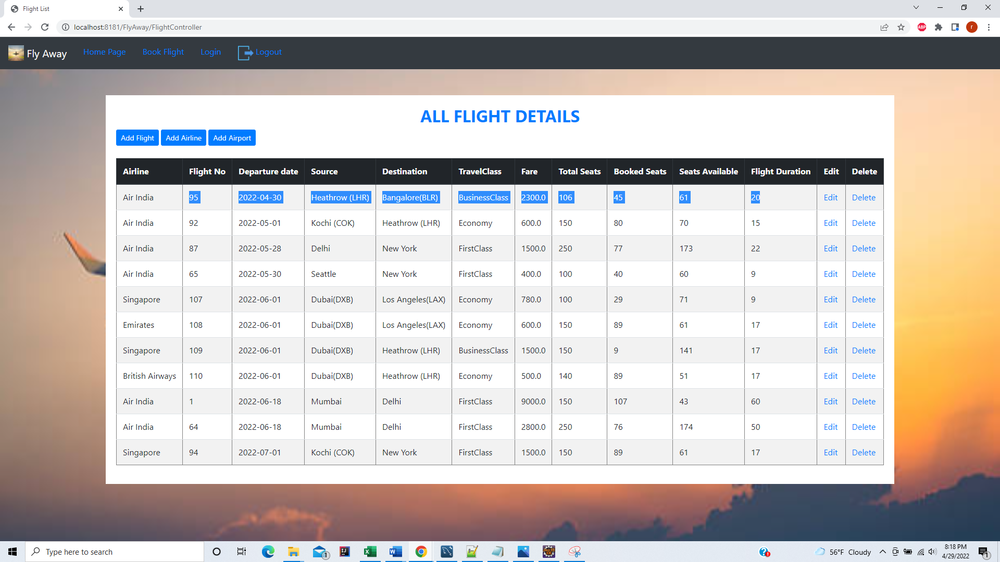 Flight List
localhost:8181/FlyAway/FlightController
ABP
r
Fly Away Home Page Book Flight Login Logout
ALL FLIGHT DETAILS
Add Flight Add Airline Add Airport
Airline Flight No Departure date Source Destination TravelClass Fare Total Seats Booked Seats Seats Available Flight Duration Edit Delete
Air India 95 2022-04-30 Heathrow (LHR) Bangalore(BLR) BusinessClass 2300.0 106 45 61 20 Edit Delete
Air India 92 2022-05-01 Kochi (COK) Heathrow (LHR) Economy 600.0 150 80 70 15 Edit Delete
Air India 87 2022-05-28 Delhi New York FirstClass 1500.0 250 77 173 22 Edit Delete
Air India 65 2022-05-30 Seattle New York FirstClass 400.0 100 40 60 9 Edit Delete
Singapore 107 2022-06-01 Dubai(DXB) Los Angeles(LAX) Economy 780.0 100 29 71 9 Edit Delete
Emirates 108 2022-06-01 Dubai(DXB) Los Angeles(LAX) Economy 600.0 150 89 61 17 Edit Delete
Singapore 109 2022-06-01 Dubai(DXB) Heathrow (LHR) BusinessClass 1500.0 150 9 141 17 Edit Delete
British Airways 110 2022-06-01 Dubai(DXB) Heathrow (LHR) Economy 500.0 140 89 51 17 Edit Delete
Air India 1 2022-06-18 Mumbai Delhi FirstClass 9000.0 150 107 43 60 Edit Delete
Air India 64 2022-06-18 Mumbai Delhi FirstClass 2800.0 250 76 174 50 Edit Delete
Singapore 94 2022-07-01 Kochi (COK) New York FirstClass 1500.0 150 89 61 17 Edit Delete
Type here to search
1
IJ
56°F Cloudy
8:18 PM
4/29/2022
1